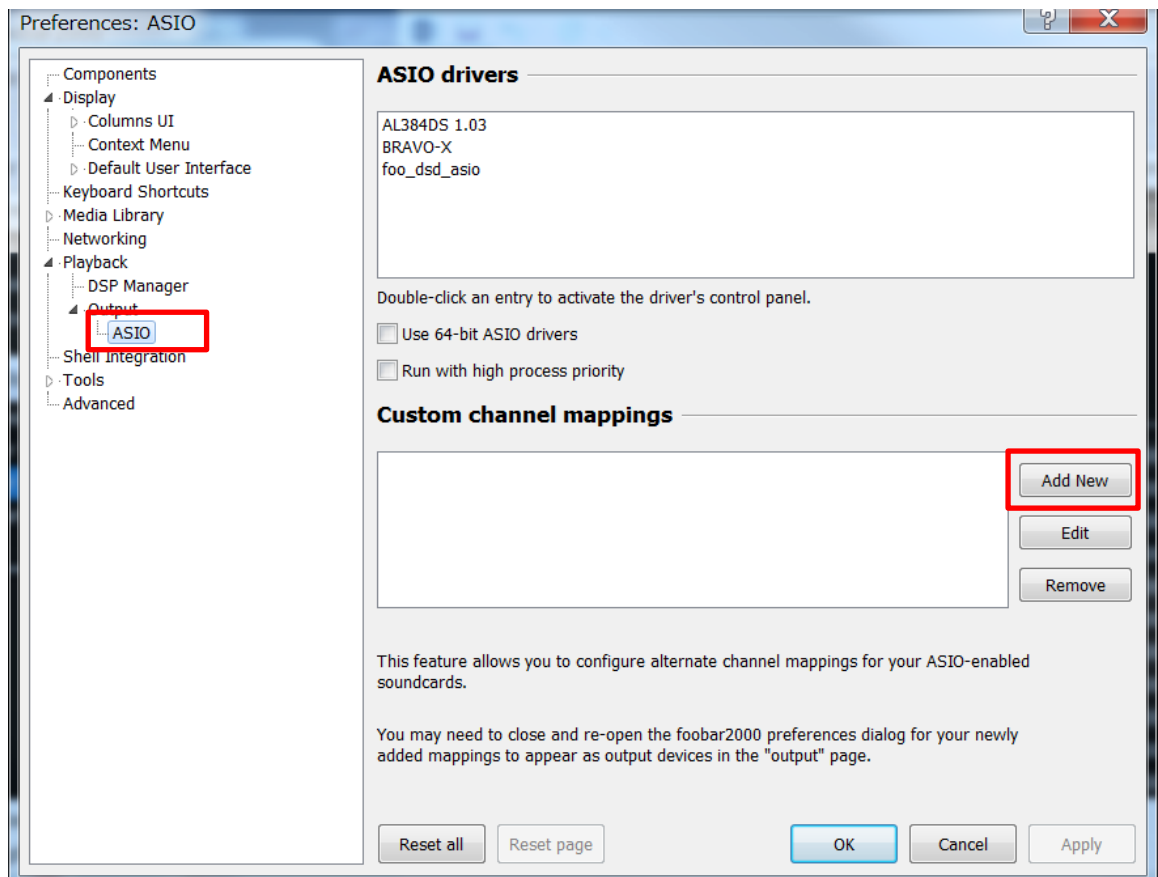 Preferences: ASIO
Components
Display
Columns UI
Context Menu
Default User Interface
Keyboard Shortcuts
Media Library
Networking
Playback
DSP Manager
Output
ASIO
Shell Integration
Tools
Advanced
ASIO drivers
AL384DS 1.03
BRAVO-X
foo_dsd_asio
Double-click an entry to activate the driver's control panel.
Use 64-bit ASIO drivers
Run with high process priority
Custom channel mappings
Add New
Edit
Remove
This feature allows you to configure alternate channel mappings for your ASIO-enabled
soundcards.
You may need to close and re-open the foobar2000 preferences dialog for your newly
added mappings to appear as output devices in the "output" page.
Reset all
Reset page
OK
Cancel
Apply